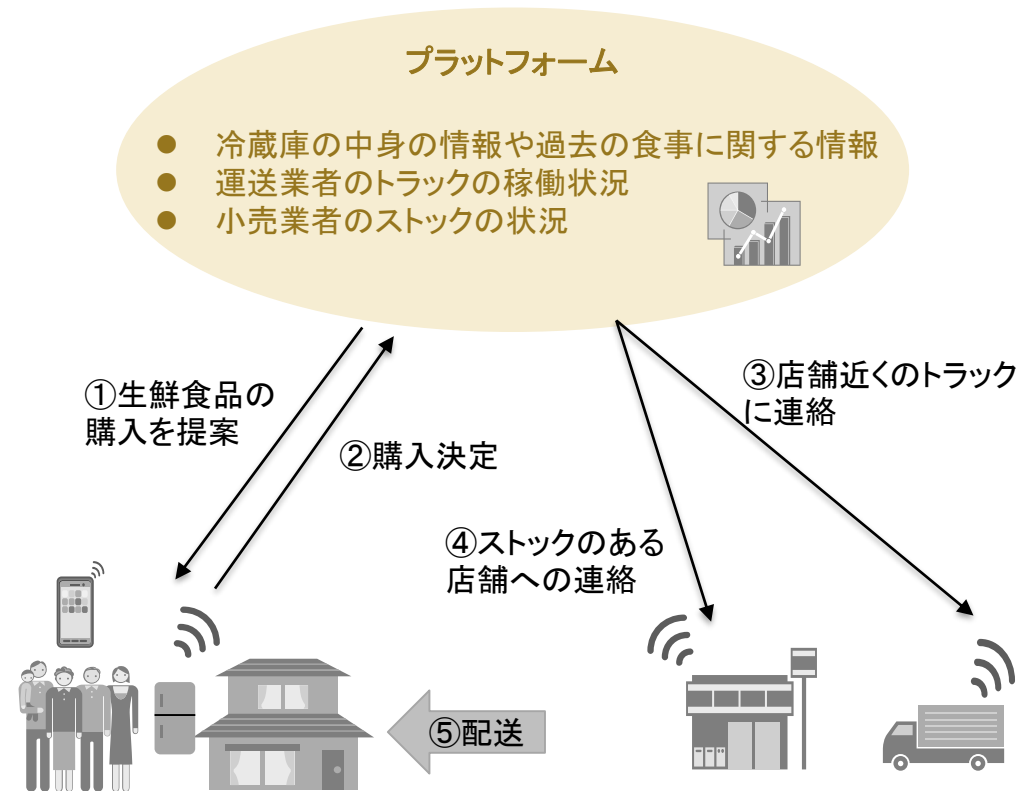 プラットフォーム
● 冷蔵庫の中身の情報や過去の食事に関する情報
● 運送業者のトラックの稼働状況
● 小売業者のストックの状況
①生鮮食品の
購入を提案
②購入決定
③店舗近くのトラック
に連絡
④ストックのある
店舗への連絡
⑤配送